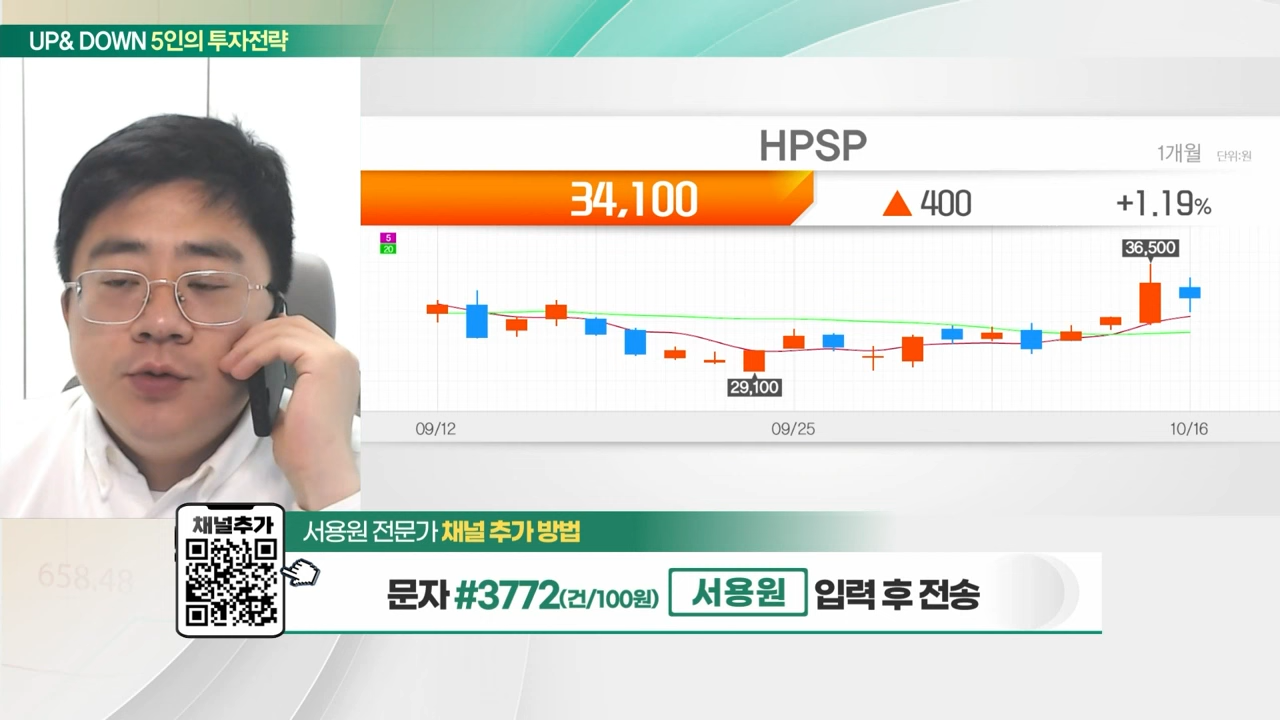 UP& DOWN 5인의 투자전략
HPSP
1개월 단위:원
34,100 ▲ 400 +1.19%
5
20
36,500
29,100
09/12 09/25 10/16
채널추가
서용원 전문가 채널 추가 방법
문자 #3772(건/100원) 서용원 입력 후 전송
658.48